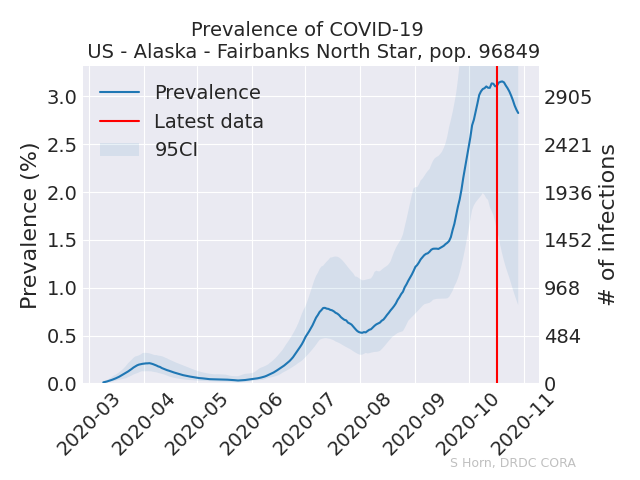 Prevalence of COVID-19
US - Alaska - Fairbanks North Star, pop. 96849
Prevalence
Latest data
95CI
Prevalence (%)
3.0
2.5
2.0
1.5
1.0
0.5
0.0
2905
2421
1936
1452
968
484
0
# of infections
2020-03
2020-04
2020-05
2020-06
2020-07
2020-08
2020-09
2020-10
2020-11
S Horn, DRDC CORA